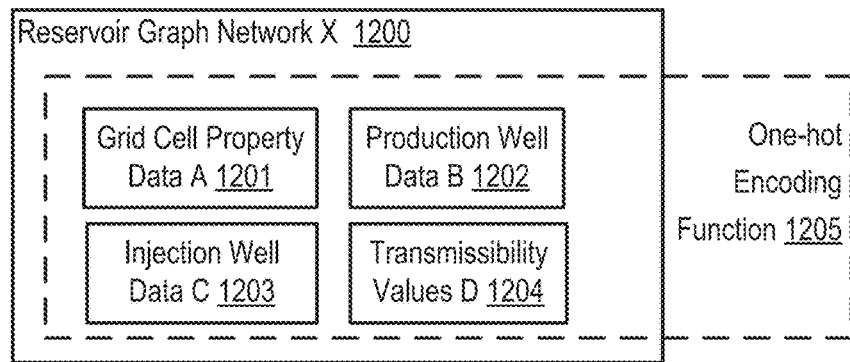 Reservoir Graph Network X 1200
Grid Cell Property
Data A 1201
Production Well
Data B 1202
Injection Well
Data C 1203
Transmissibility
Values D 1204
One-hot
Encoding
Function 1205